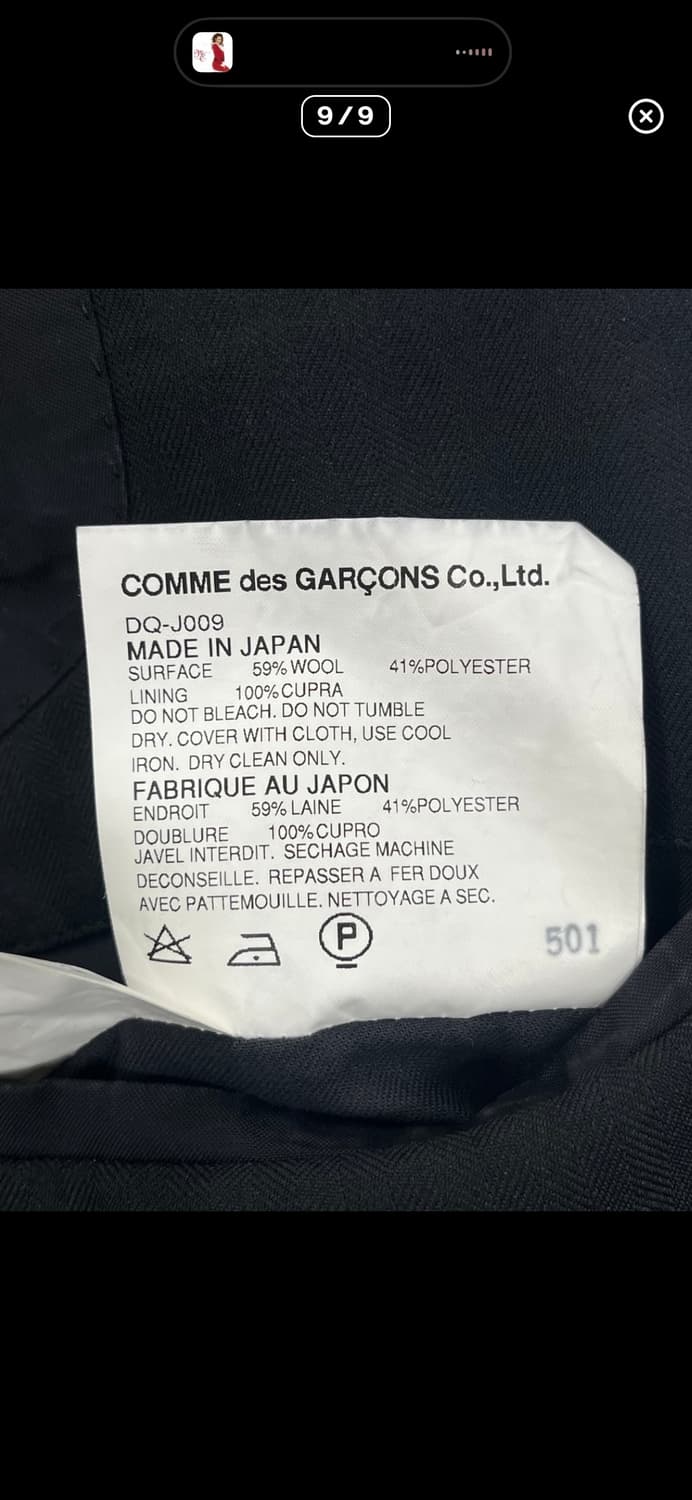 9/9
COMME des GARÇONS Co.,Ltd.
DQ-J009
MADE IN JAPAN
SURFACE 59% WOOL 41%POLYESTER
LINING 100%CUPRA
DO NOT BLEACH. DO NOT TUMBLE
DRY. COVER WITH CLOTH, USE COOL
IRON. DRY CLEAN ONLY.
FABRIQUE AU JAPON
ENDROIT 59% LAINE 41%POLYESTER
DOUBLURE 100%CUPRO
JAVEL INTERDIT. SECHAGE MACHINE
DECONSEILLE. REPASSER A FER DOUX
AVEC PATTEMOUILLE. NETTOYAGE A SEC.
P
501